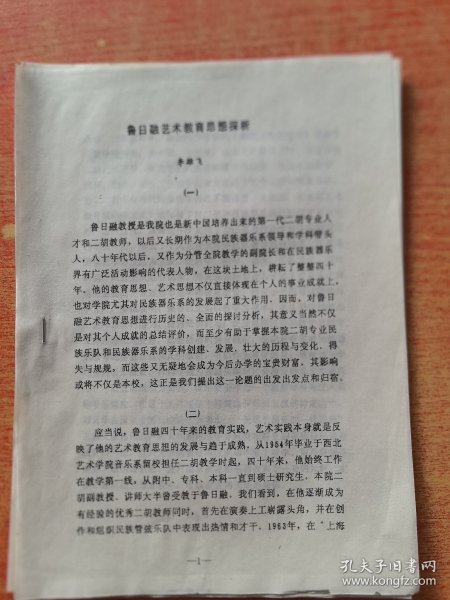 鲁日融艺术教育思想探析
李雄飞
(一)
鲁日融教授是我院也是新中国培养出来的第一代二胡专业人
才和二胡教师,以后又长期作为本院民族器乐系领导和学科带头
人,八十年代以后,又作为分管全院教学的副院长和在民族器乐
界有广泛活动影响的代表人物,在这块土地上,耕耘了整整四十
年。他的教育思想、艺术思想不仅直接体现在个人的事业成就上,
也对学院尤其对民族器乐系的发展起了重大作用。因而,对鲁日
融艺术教育思想进行历史的、全面的探讨分析,其意义当然不仅
是对其个人成就的总结评价,而至少有助于掌握本院二胡专业民
族乐队和民族器乐系的学科创建、发展、壮大的历程与变化、得
失与规规,而这些又无疑地会成为今后办学的宝贵财富。其影响
或将不仅是本校,这正是我们提出这一论题的出发出发点和归宿。
(二)
应当说,鲁日融四十年来的教育实践,艺术实践本身就是反
映了他的艺术教育思想的发展与趋于成熟。从1954年毕业于西北
艺术学院音乐系留校担任二胡教学时起,四十年来,他始终工作
在教学第一线。从附中、专科、本科一直到硕士研究生。本院二
胡副教授、讲师大半曾受教于鲁日融。我们看到,在他逐渐成为
有经验的优秀二胡教师同时,首先在演奏上工崭露头角,并在创
作和组织民族管弦乐队中表现出热情和才干。1963年,在“上海
—1—
孔夫子旧书网